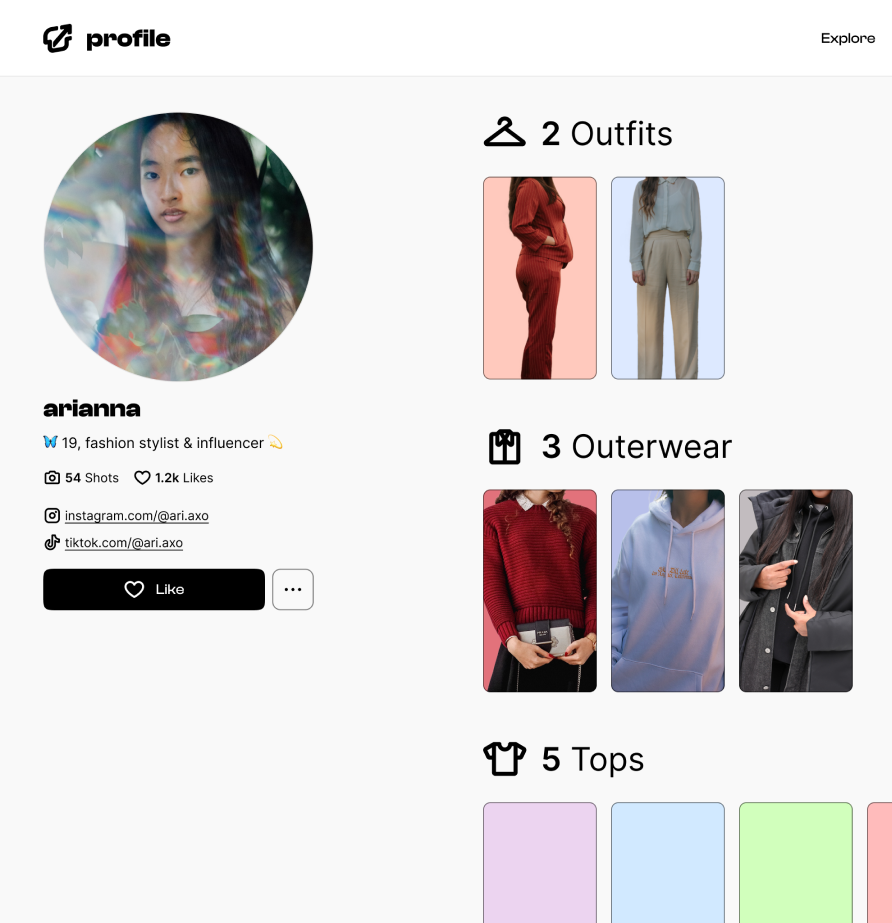 profile
Explore
arianna
🦋 19, fashion stylist & influencer 💫
54 Shots 1.2k Likes
instagram.com/@ari.axo
tiktok.com/@ari.axo
Like
2 Outfits
3 Outerwear
PRADA
5 Tops